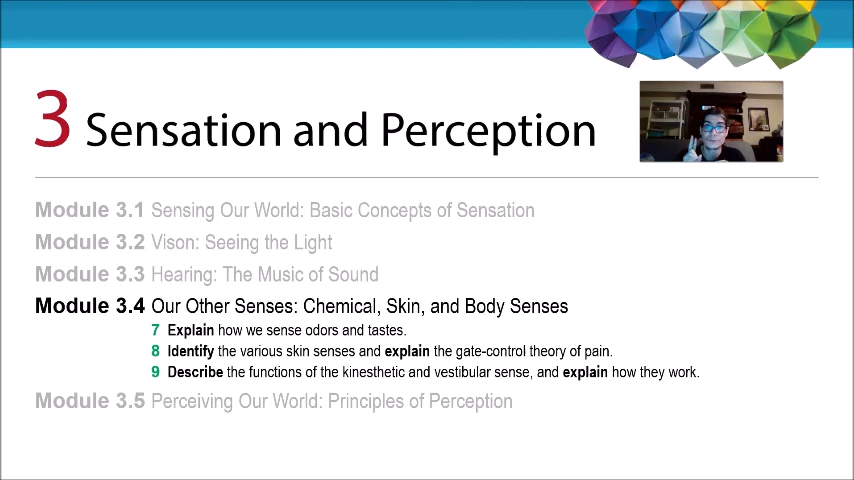 3 Sensation and Perception
Module 3.1 Sensing Our World: Basic Concepts of Sensation
Module 3.2 Vison: Seeing the Light
Module 3.3 Hearing: The Music of Sound
Module 3.4 Our Other Senses: Chemical, Skin, and Body Senses
7 Explain how we sense odors and tastes.
8 Identify the various skin senses and explain the gate-control theory of pain.
9 Describe the functions of the kinesthetic and vestibular sense, and explain how they work.
Module 3.5 Perceiving Our World: Principles of Perception